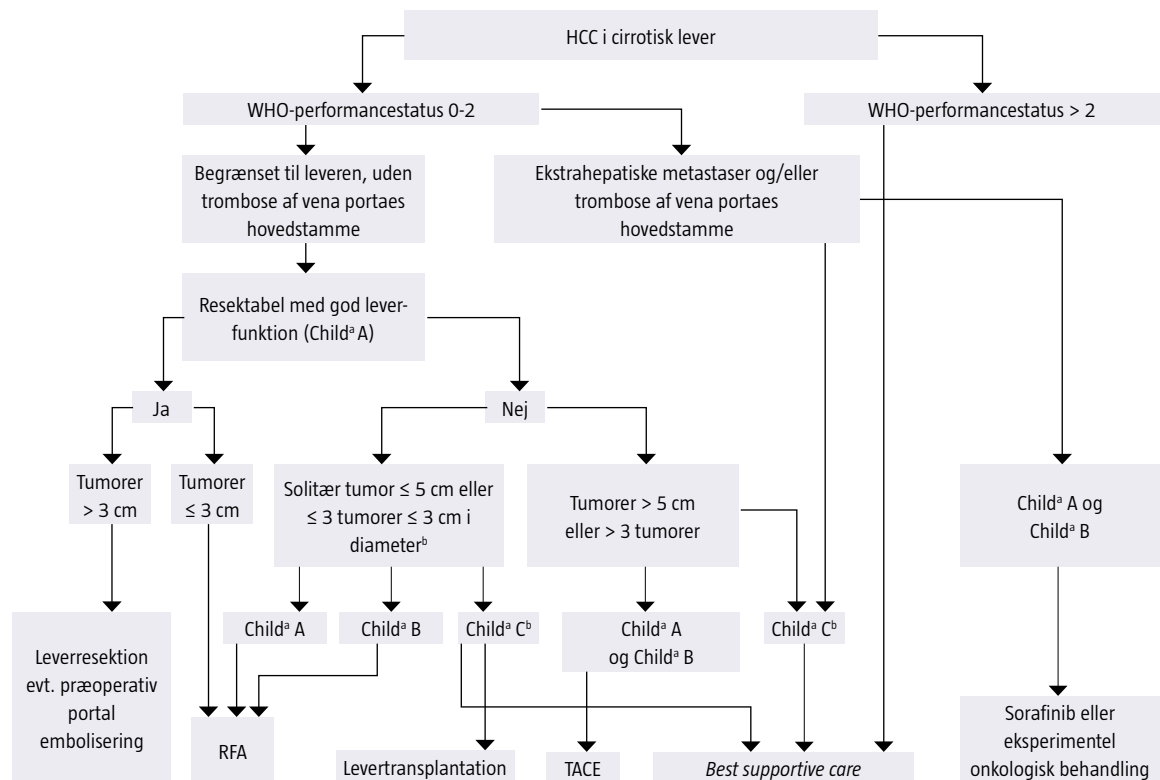 HCC i cirrotisk lever
WHO-performancestatus 0-2
WHO-performancestatus > 2
Begrænset til leveren, uden
trombose af vena portaes
hovedstamme
Ekstrahepatiske metastaser og/eller
trombose af vena portaes
hovedstamme
Resektabel med god lever-
funktion (Childᵃ A)
Ja
Nej
Tumorer
> 3 cm
Tumorer
≤ 3 cm
Solitær tumor ≤ 5 cm eller
≤ 3 tumorer ≤ 3 cm i
diameterᵇ
Tumorer > 5 cm
eller > 3 tumorer
Childᵃ A og
Childᵃ B
Childᵃ A
Childᵃ B
Childᵃ Cᵇ
Childᵃ A
og Childᵃ B
Childᵃ Cᵇ
Leverresektion
evt. præoperativ
portal
embolisering
RFA
Levertransplantation
TACE
Best supportive care
Sorafinib eller
eksperimentel
onkologisk behandling